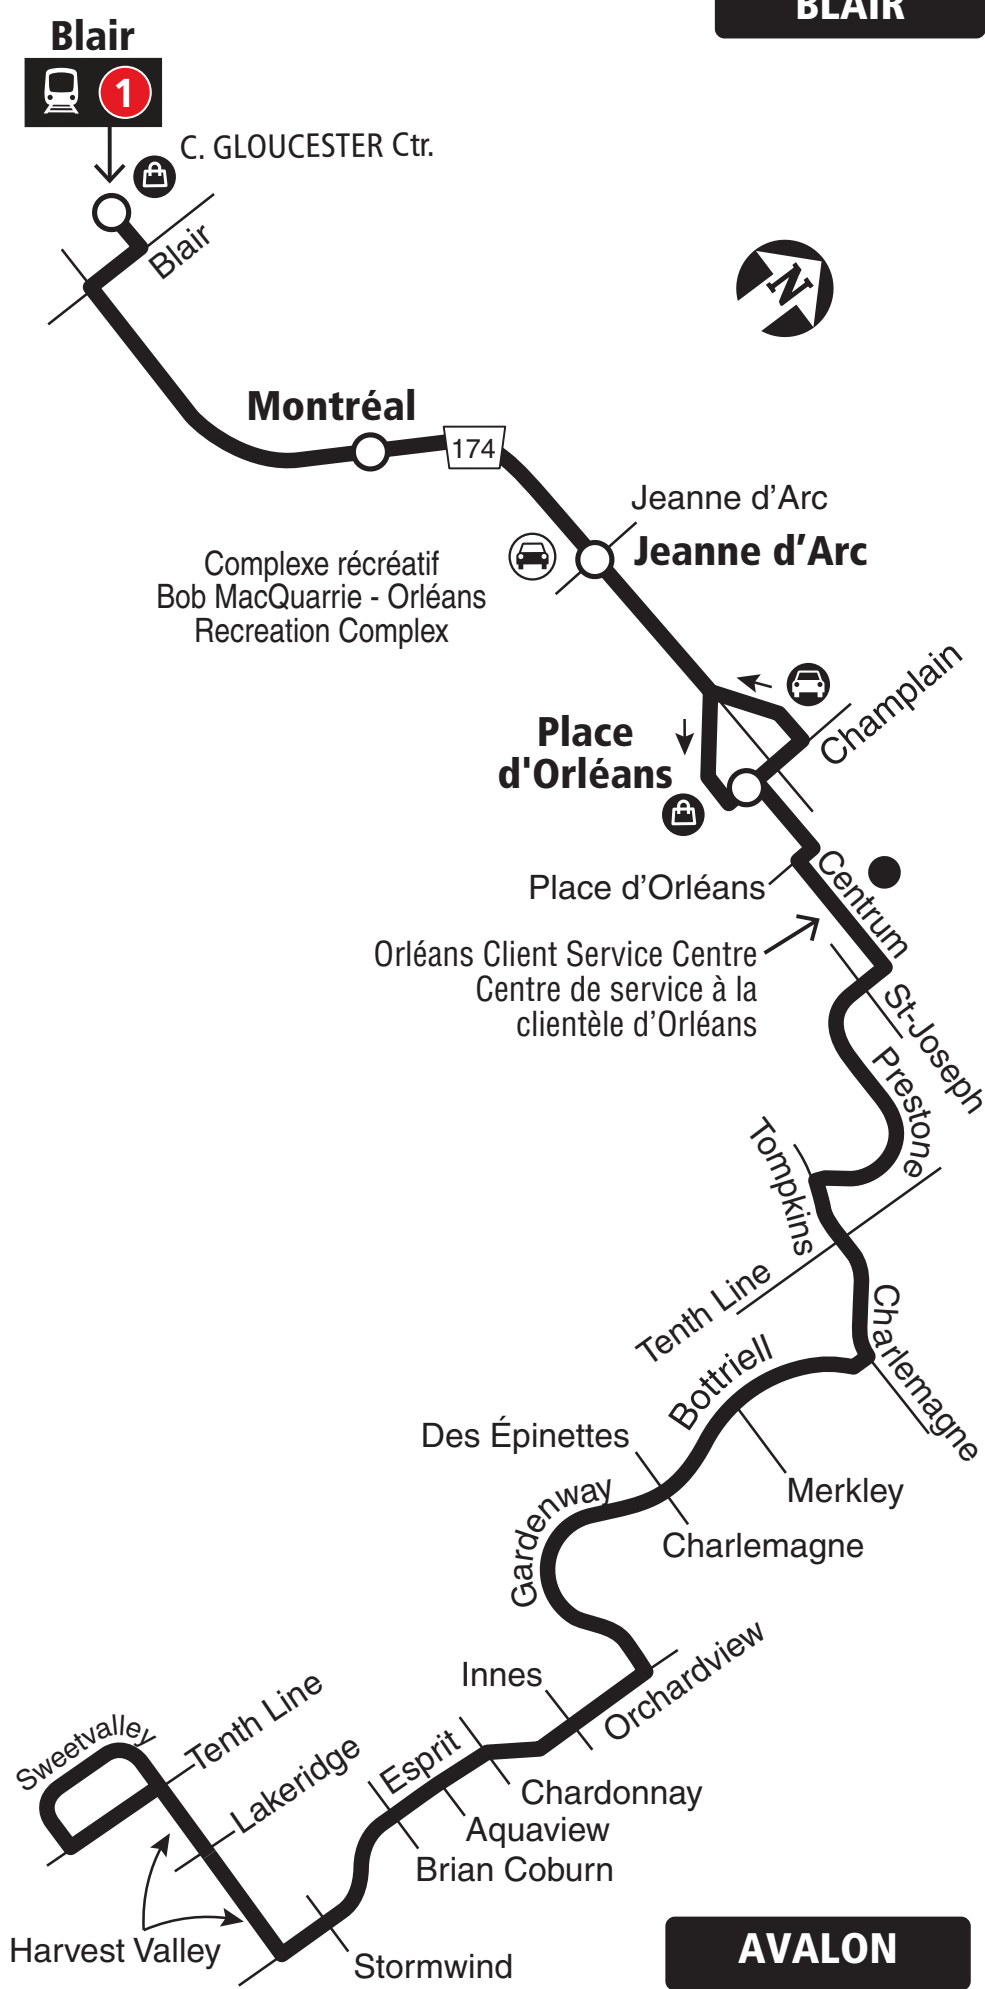 BLAIR
Blair
1
C. GLOUCESTER Ctr.
Blair
N
Montréal
174
Jeanne d’Arc
Jeanne d’Arc
Complexe récréatif
Bob MacQuarrie - Orléans
Recreation Complex
Champlain
Place
d'Orléans
Place d’Orléans
Centrum
Orléans Client Service Centre
Centre de service à la
clientèle d’Orléans
St-Joseph
Prestone
Tompkins
Tenth Line
Charlemagne
Bottriell
Des Épinettes
Merkley
Gardenway
Charlemagne
Orchardview
Innes
Tenth Line
Sweetvalley
Lakeridge
Esprit
Chardonnay
Aquaview
Brian Coburn
Harvest Valley
Stormwind
AVALON